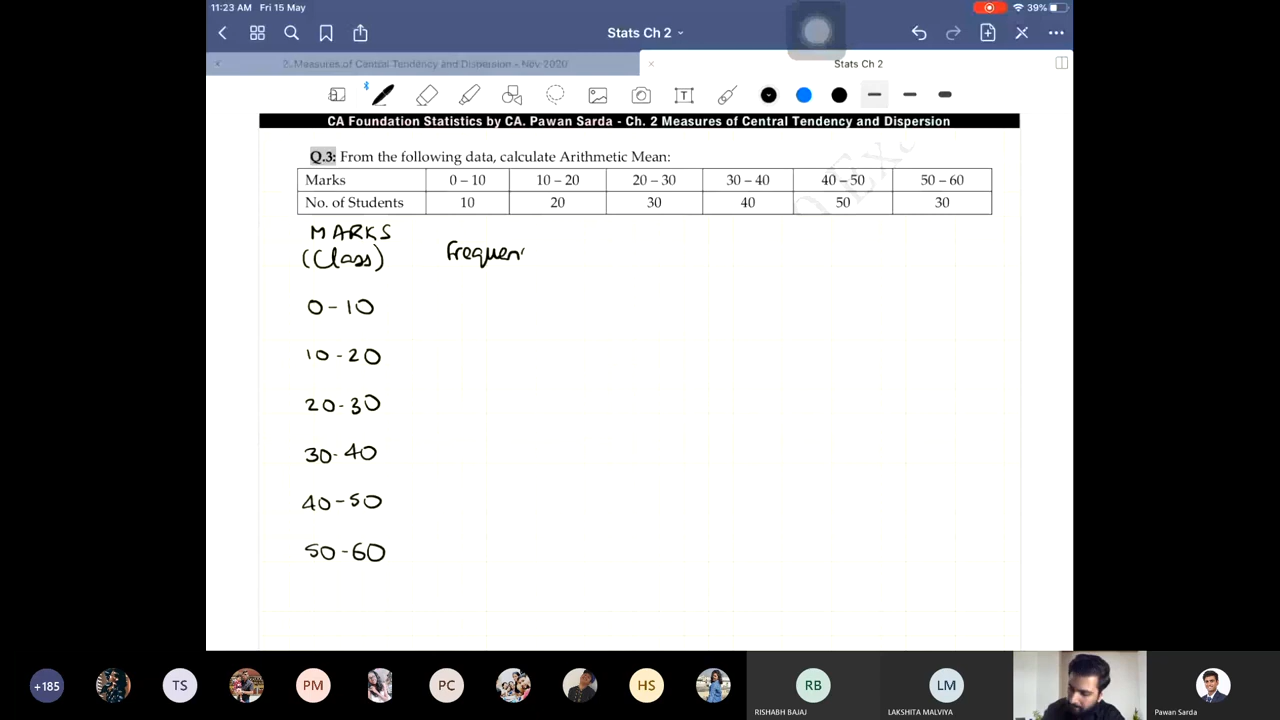 11:23 AM Fri 15 May
39%
Stats Ch 2
2. Measures of Central Tendency and Dispersion - Nov 2020
Stats Ch 2
T
CA Foundation Statistics by CA. Pawan Sarda - Ch. 2 Measures of Central Tendency and Dispersion
Q.3: From the following data, calculate Arithmetic Mean:
Marks 0 – 10 10 – 20 20 – 30 30 – 40 40 – 50 50 – 60
No. of Students 10 20 30 40 50 30
MARKS
(Class) Frequen
0 - 10
10 - 20
20 - 30
30 - 40
40 - 50
50 - 60
+185 TS PM PC HS RB LM
RISHABH BAJAJ LAKSHITA MALVIYA Pawan Sarda